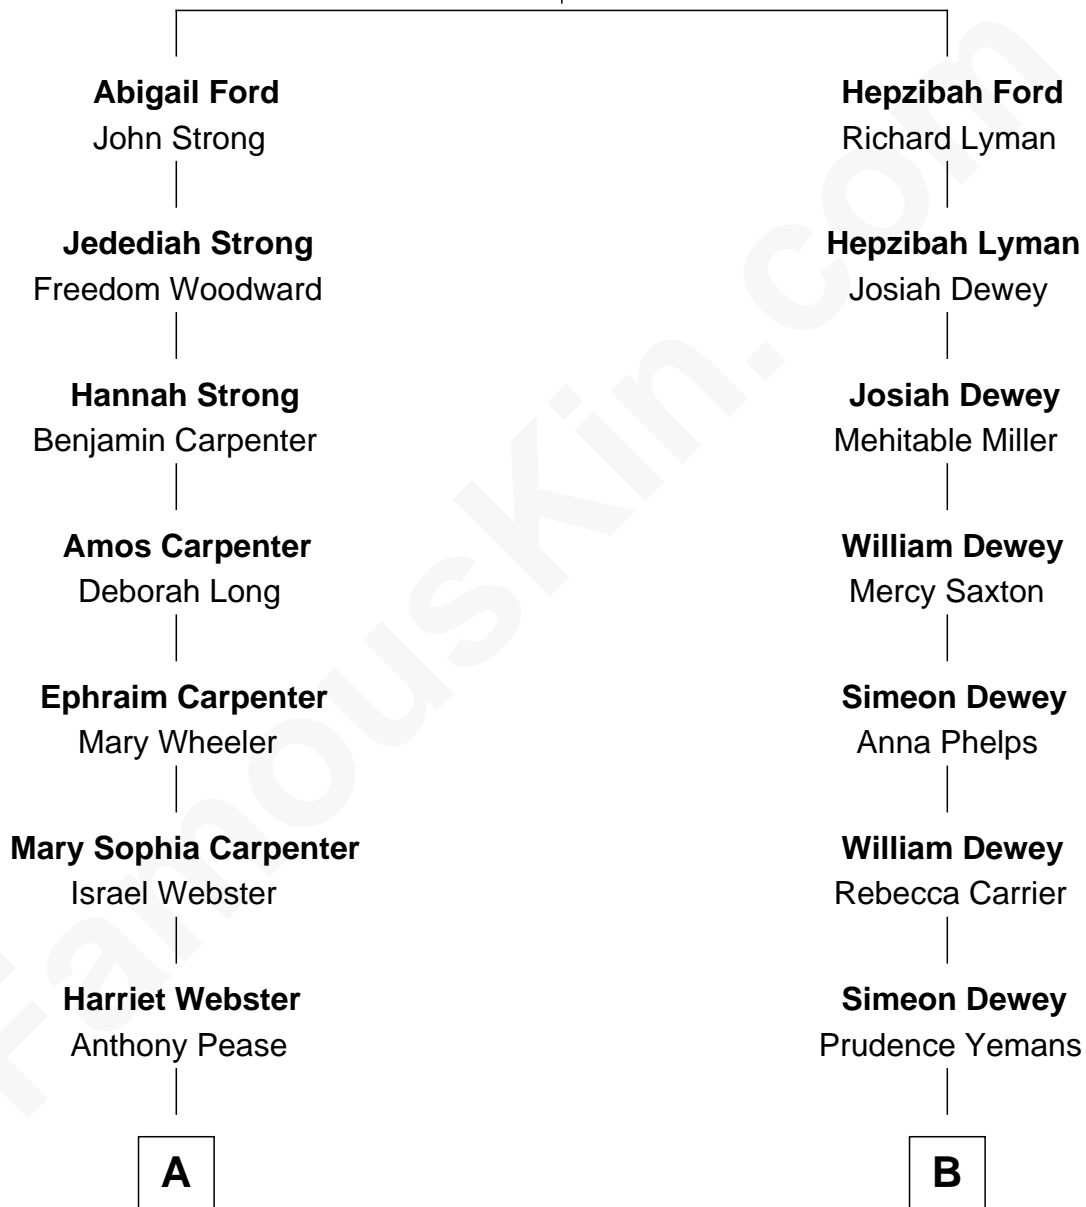 Abigail Ford
John Strong
Hepzibah Ford
Richard Lyman
Jedediah Strong
Freedom Woodward
Hepzibah Lyman
Josiah Dewey
Hannah Strong
Benjamin Carpenter
Josiah Dewey
Mehitable Miller
Amos Carpenter
Deborah Long
William Dewey
Mercy Saxton
Ephraim Carpenter
Mary Wheeler
Simeon Dewey
Anna Phelps
Mary Sophia Carpenter
Israel Webster
William Dewey
Rebecca Carrier
Harriet Webster
Anthony Pease
Simeon Dewey
Prudence Yemans
A
B
FamousKin.com